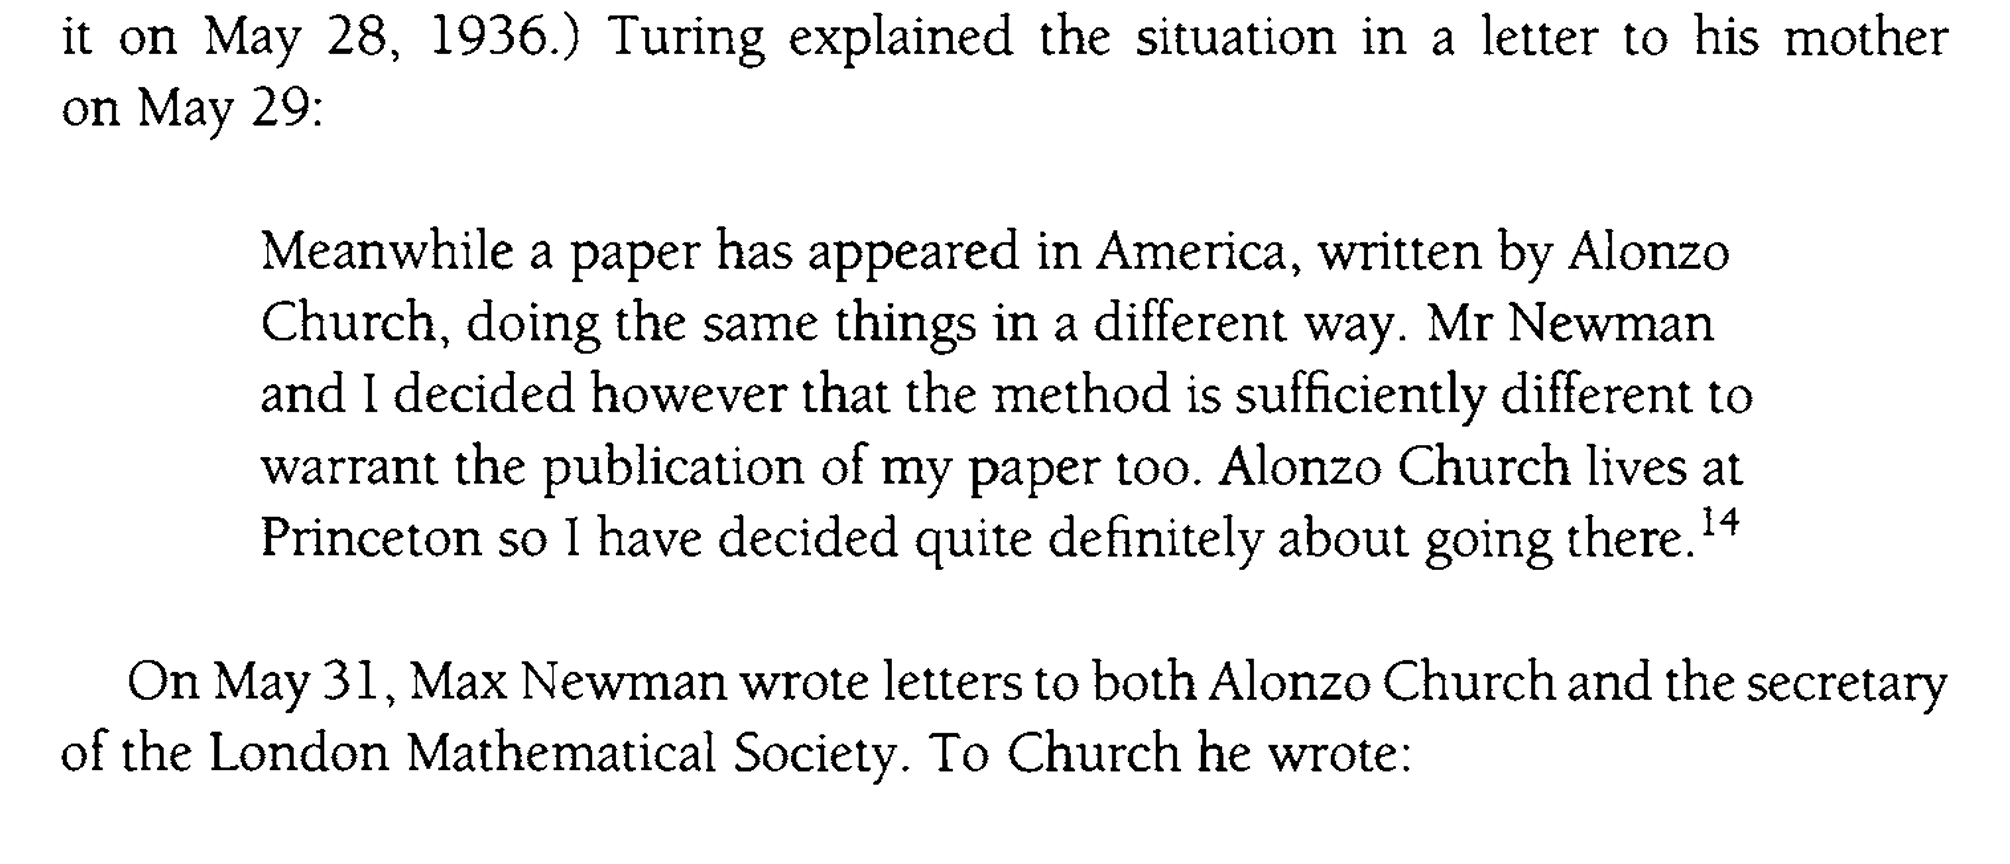 it on May 28, 1936.) Turing explained the situation in a letter to his mother
on May 29:
Meanwhile a paper has appeared in America, written by Alonzo
Church, doing the same things in a different way. Mr Newman
and I decided however that the method is sufficiently different to
warrant the publication of my paper too. Alonzo Church lives at
Princeton so I have decided quite definitely about going there.14
On May 31, Max Newman wrote letters to both Alonzo Church and the secretary
of the London Mathematical Society. To Church he wrote: